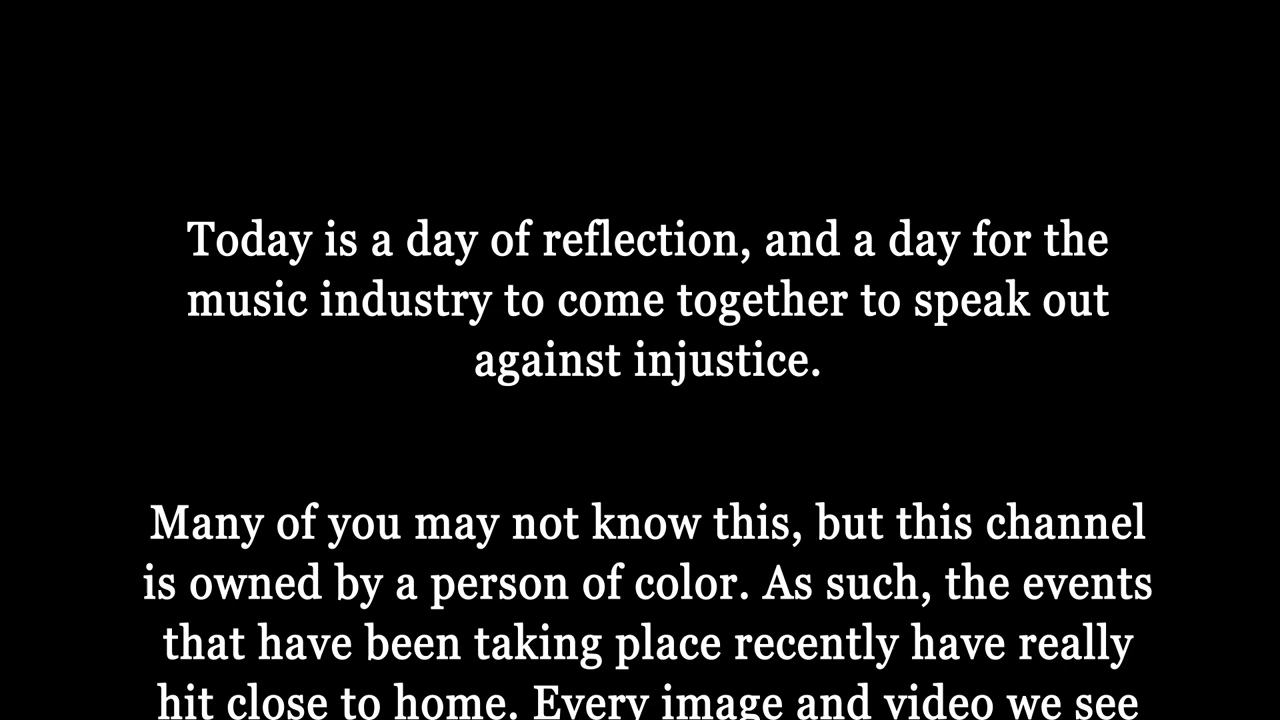 Today is a day of reflection, and a day for the
music industry to come together to speak out
against injustice.
Many of you may not know this, but this channel
is owned by a person of color. As such, the events
that have been taking place recently have really
hit close to home. Every image and video we see